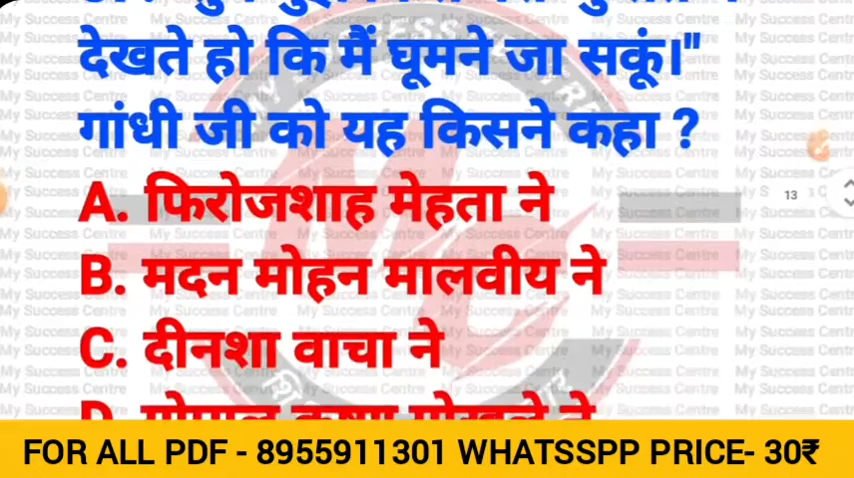 देखते हो कि मैं घूमने जा सकूं।"
गांधी जी को यह किसने कहा ?
A. फिरोजशाह मेहता ने
B. मदन मोहन मालवीय ने
C. दीनशा वाचा ने
13
FOR ALL PDF - 8955911301 WHATSSPP PRICE- 30₹